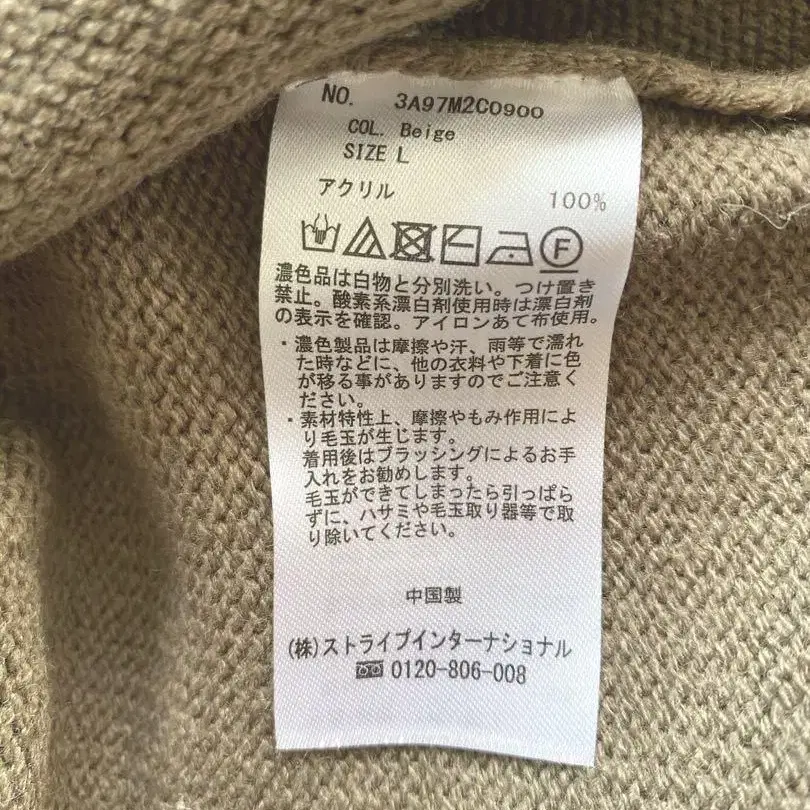 NO. 3A97M2C0900
COL. Beige
SIZE L
アクリル 100%
F
濃色品は白物と分別洗い。つけ置き
禁止。酸素系漂白剤使用時は漂白剤
の表示を確認。アイロンあて布使用。
・濃色製品は摩擦や汗、雨等で濡れ
た時などに、他の衣料や下着に色
が移る事がありますのでご注意く
ださい。
・素材特性上、摩擦やもみ作用によ
り毛玉が生じます。
着用後はブラッシングによるお手
入れをお勧めします。
毛玉ができてしまったら引っぱら
ずに、ハサミや毛玉取り器等で取
り除いてください。
中国製
(株)ストライプインターナショナル
0120-806-008